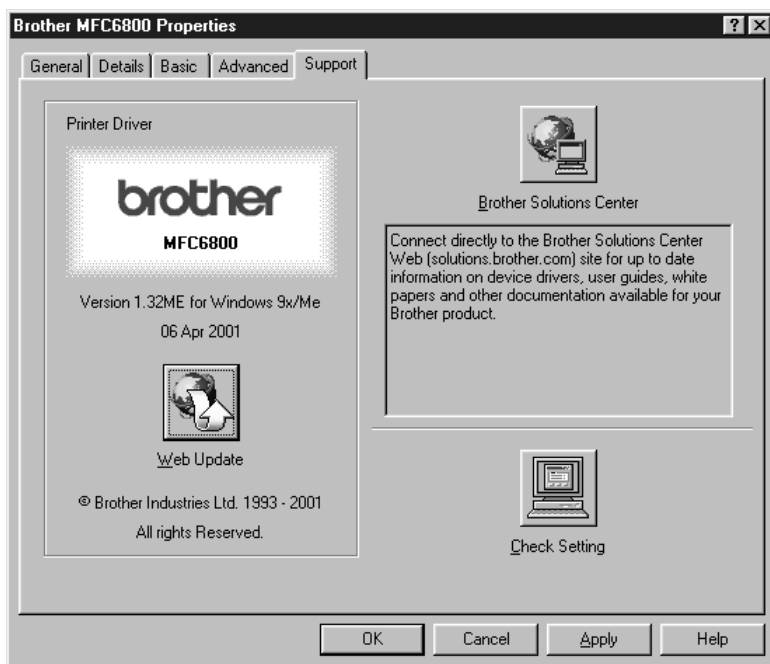 Brother MFC6800 Properties
General Details Basic Advanced Support
Printer Driver
brother
MFC6800
Version 1.32ME for Windows 9x/Me
06 Apr 2001
Web Update
© Brother Industries Ltd. 1993 - 2001
All rights Reserved.
Brother Solutions Center
Connect directly to the Brother Solutions Center
Web (solutions.brother.com) site for up to date
information on device drivers, user guides, white
papers and other documentation available for your
Brother product.
Check Setting
OK Cancel Apply Help